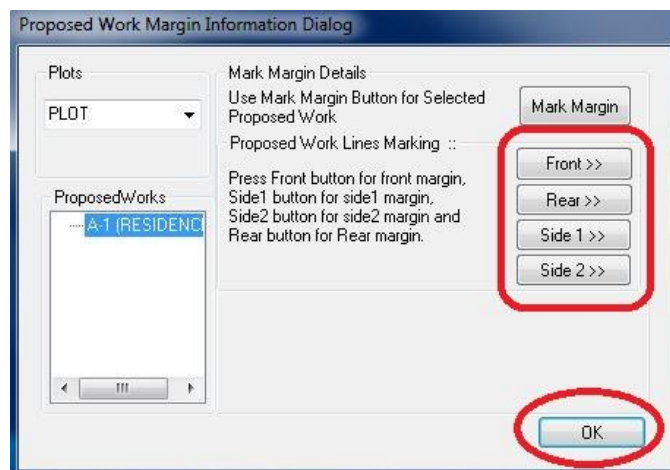 Proposed Work Margin Information Dialog
Plots
PLOT
ProposedWorks
A-1 (RESIDENC
Mark Margin Details
Use Mark Margin Button for Selected
Proposed Work
Mark Margin
Proposed Work Lines Marking ::
Press Front button for front margin,
Side1 button for side1 margin,
Side2 button for side2 margin and
Rear button for Rear margin.
Front >>
Rear >>
Side 1 >>
Side 2 >>
OK